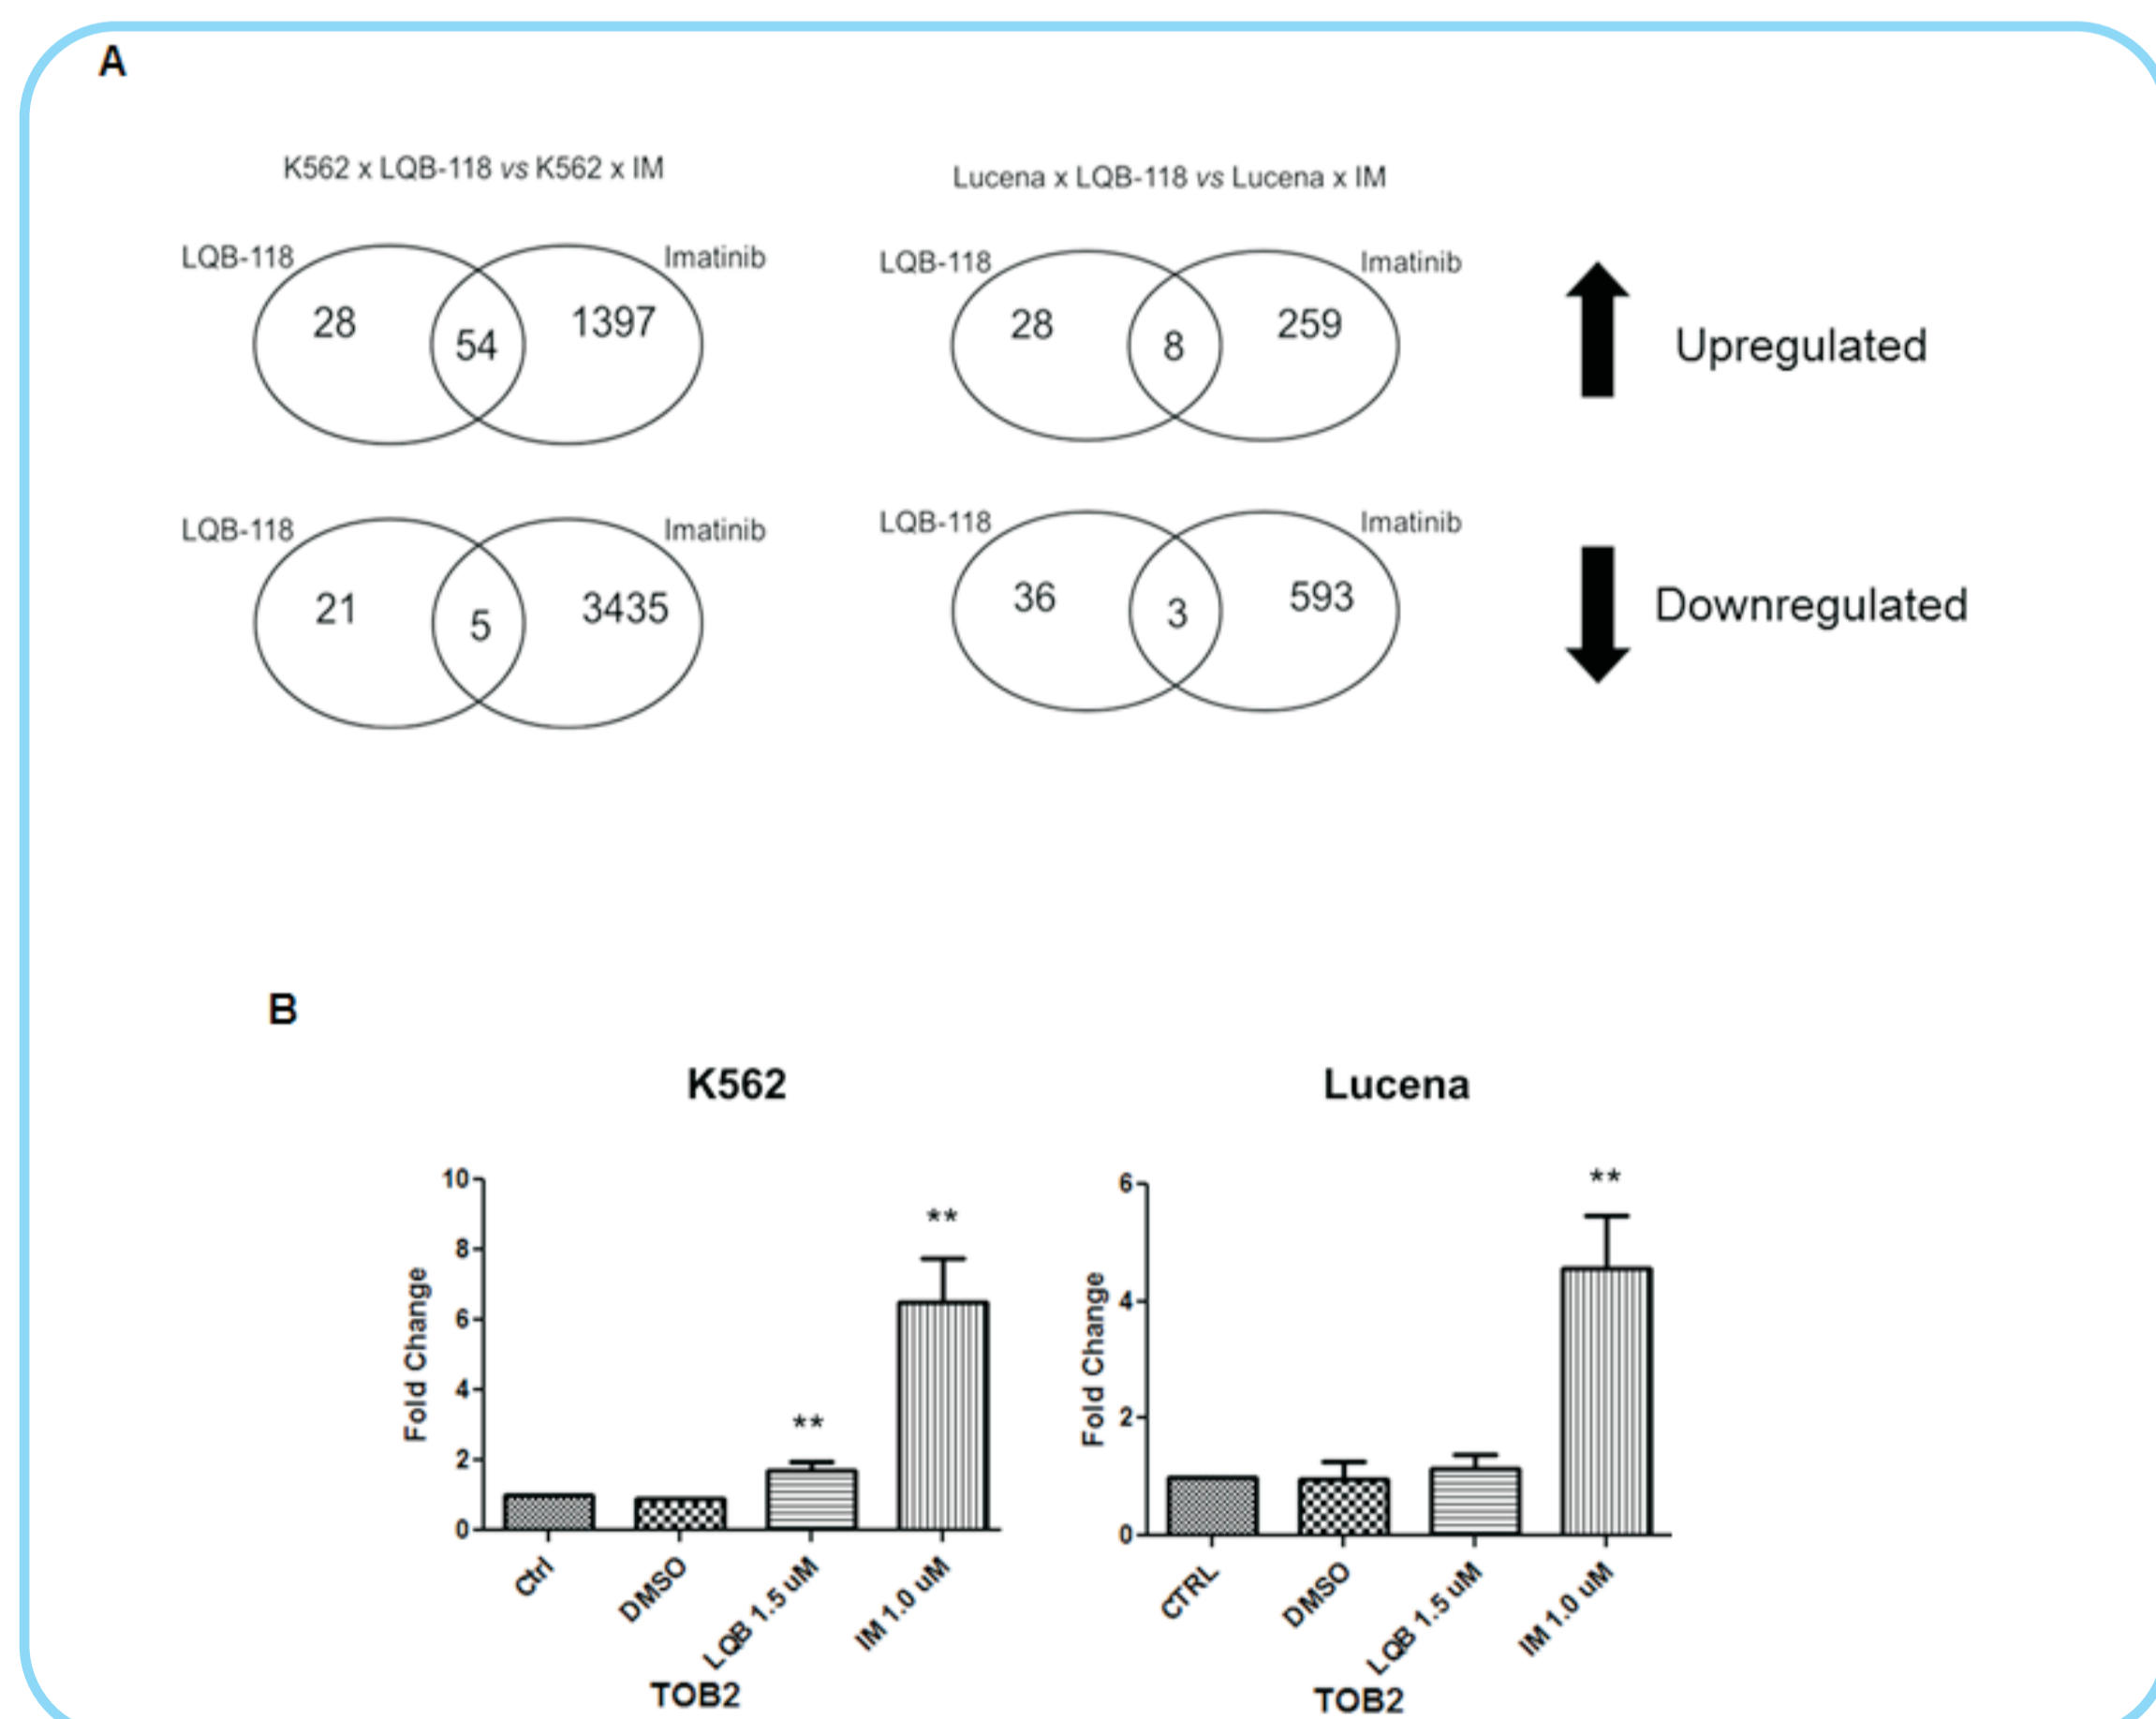 A
K562 x LQB-118 vs K562 x IM
Lucena x LQB-118 vs Lucena x IM
LQB-118
Imatinib
28
54
1397
LQB-118
Imatinib
28
8
259
Upregulated
LQB-118
Imatinib
21
5
3435
LQB-118
Imatinib
36
3
593
Downregulated
B
K562
Fold Change
10
8
6
4
2
0
**
**
Ctrl
DMSO
LQB 1.5 uM
IM 1.0 uM
TOB2
Lucena
Fold Change
6
4
2
0
**
CTRL
DMSO
LQB 1.5 uM
IM 1.0 uM
TOB2